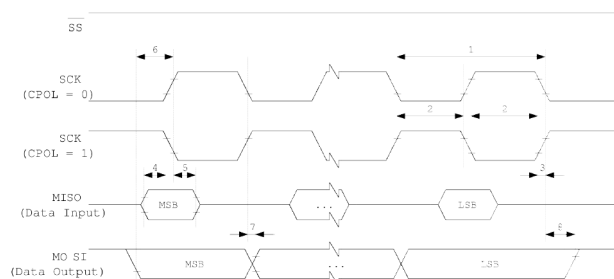 SS
6
1
SCK
(CPOL = 0)
2
2
SCK
(CPOL = 1)
4
5
3
MISO
(Data Input)
MSB
...
LSB
7
8
MO SI
(Data Output)
MSB
...
LSB